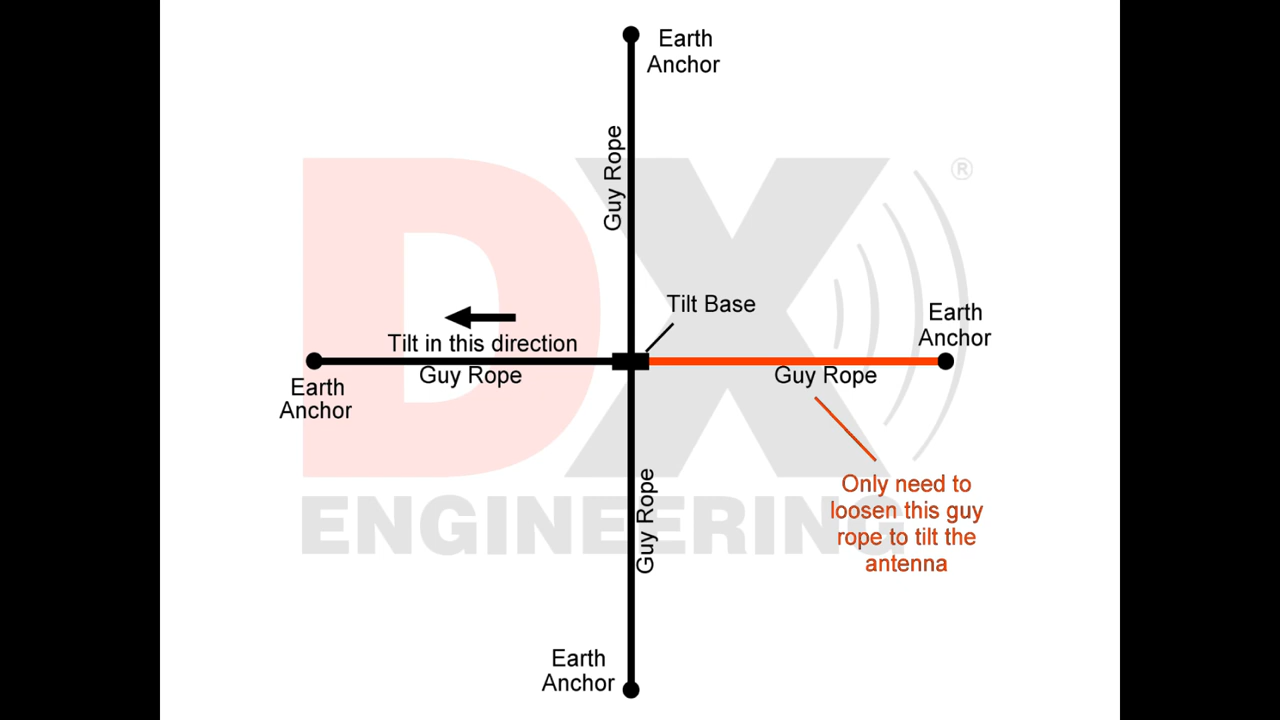 Earth
Anchor
Guy Rope
DX
®
Tilt Base
Earth
Anchor
Tilt in this direction
Guy Rope
Guy Rope
Earth
Anchor
Only need to
loosen this guy
rope to tilt the
antenna
Guy Rope
ENGINEERING
Earth
Anchor